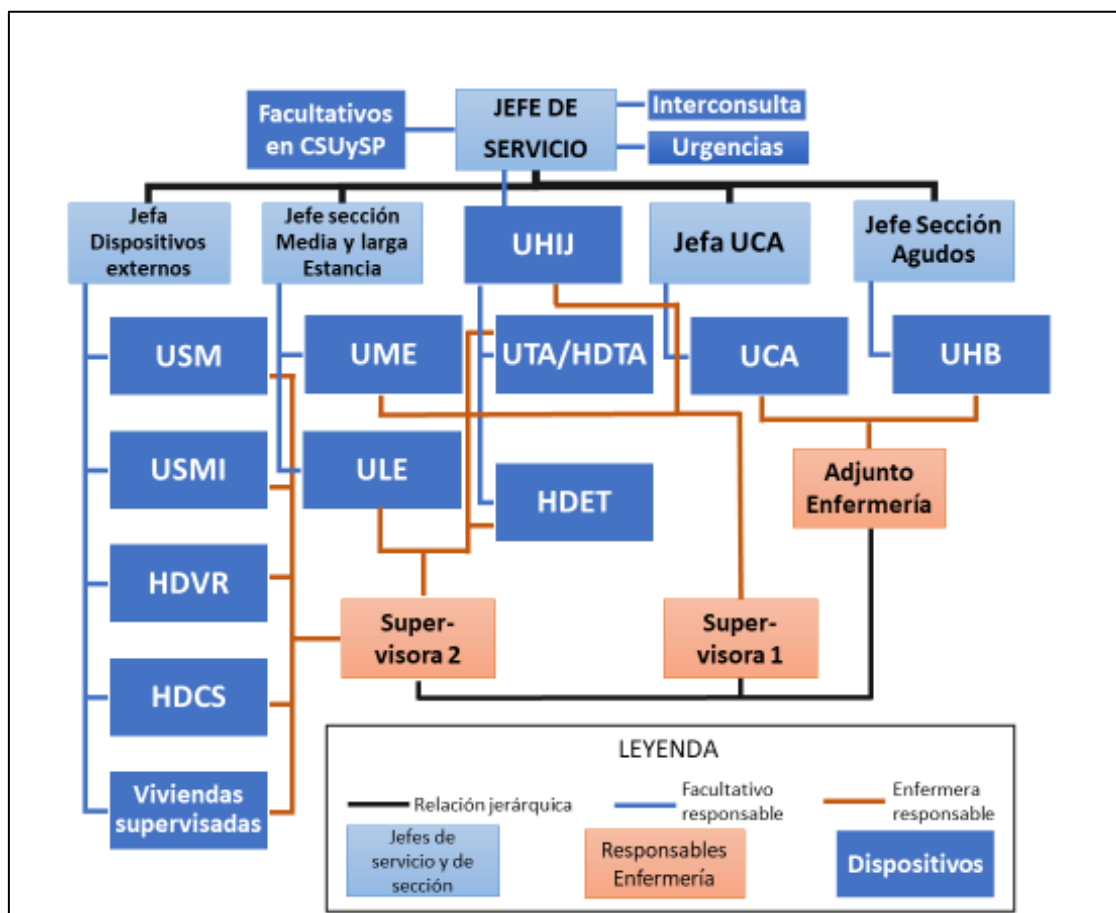 Facultativos
en CSUySP
JEFE DE
SERVICIO
Interconsulta
Urgencias
Jefa
Dispositivos
externos
Jefe sección
Media y larga
Estancia
UHIJ
Jefa UCA
Jefe Sección
Agudos
USM
UME
UTA/HDTA
UCA
UHB
USMI
ULE
HDET
Adjunto
Enfermería
HDVR
Super-
visora 2
Super-
visora 1
HDCS
Viviendas
supervisadas
LEYENDA
Relación jerárquica
Facultativo
responsable
Enfermera
responsable
Jefes de
servicio y de
sección
Responsables
Enfermería
Dispositivos